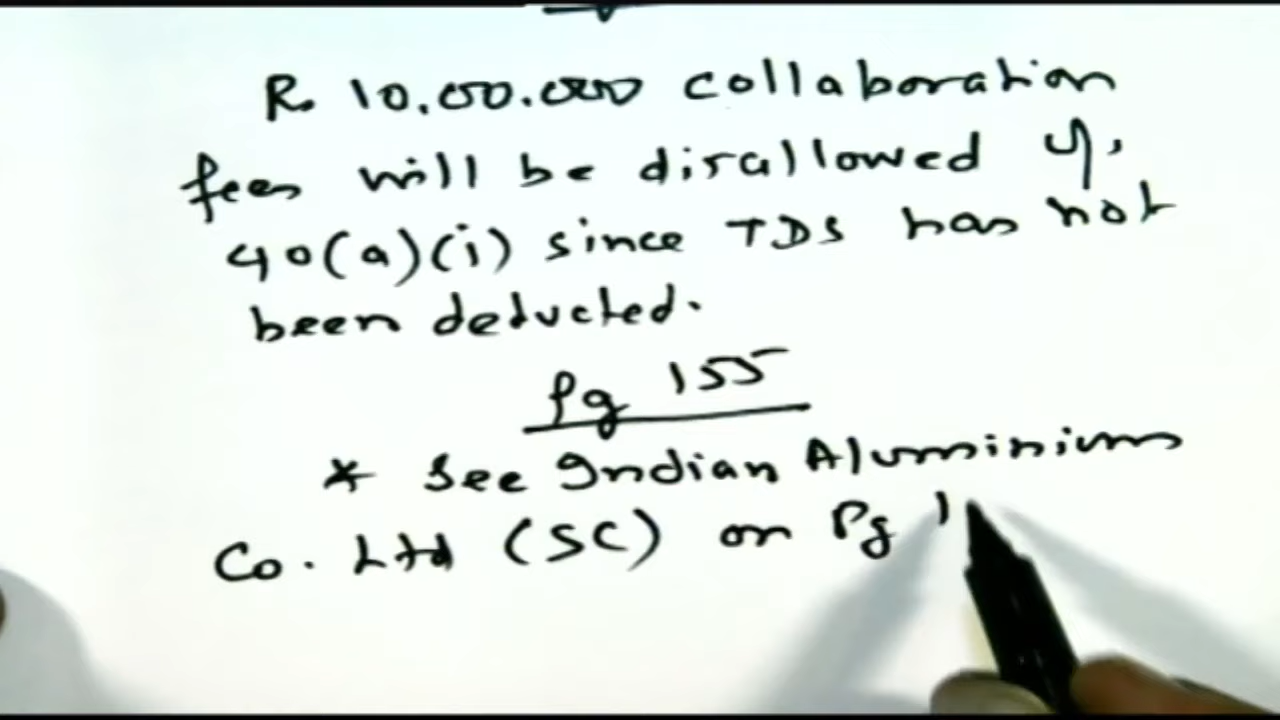 R. 10,00,000 collaboration
fees will be disallowed y,
40(a)(i) since TDS has not
been deducted.
Pg 155
* See Indian Aluminium
Co. Ltd (SC) on Pg 1